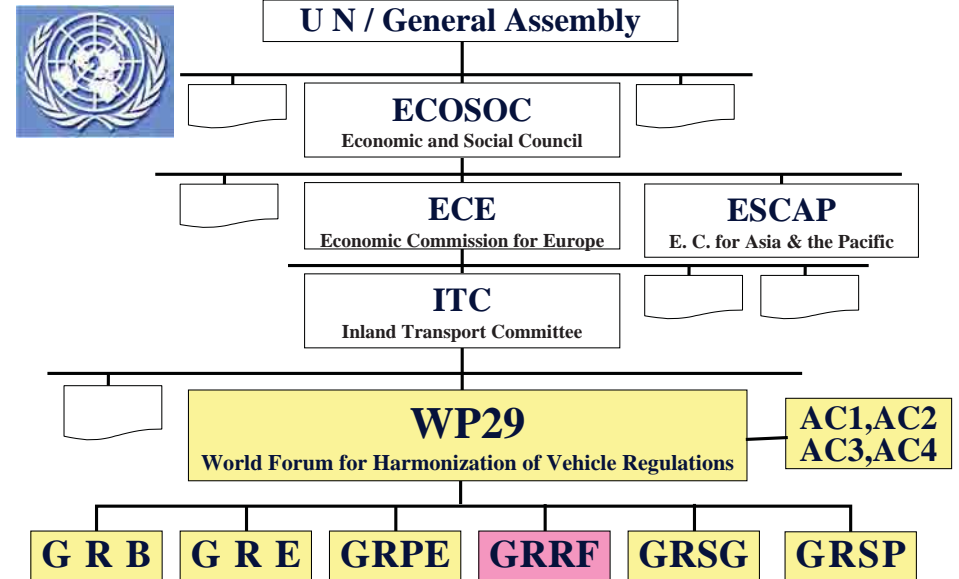 U N / General Assembly
ECOSOC
Economic and Social Council
ECE
Economic Commission for Europe
ESCAP
E. C. for Asia & the Pacific
ITC
Inland Transport Committee
WP29
World Forum for Harmonization of Vehicle Regulations
AC1,AC2
AC3,AC4
G R B
G R E
GRPE
GRRF
GRSG
GRSP